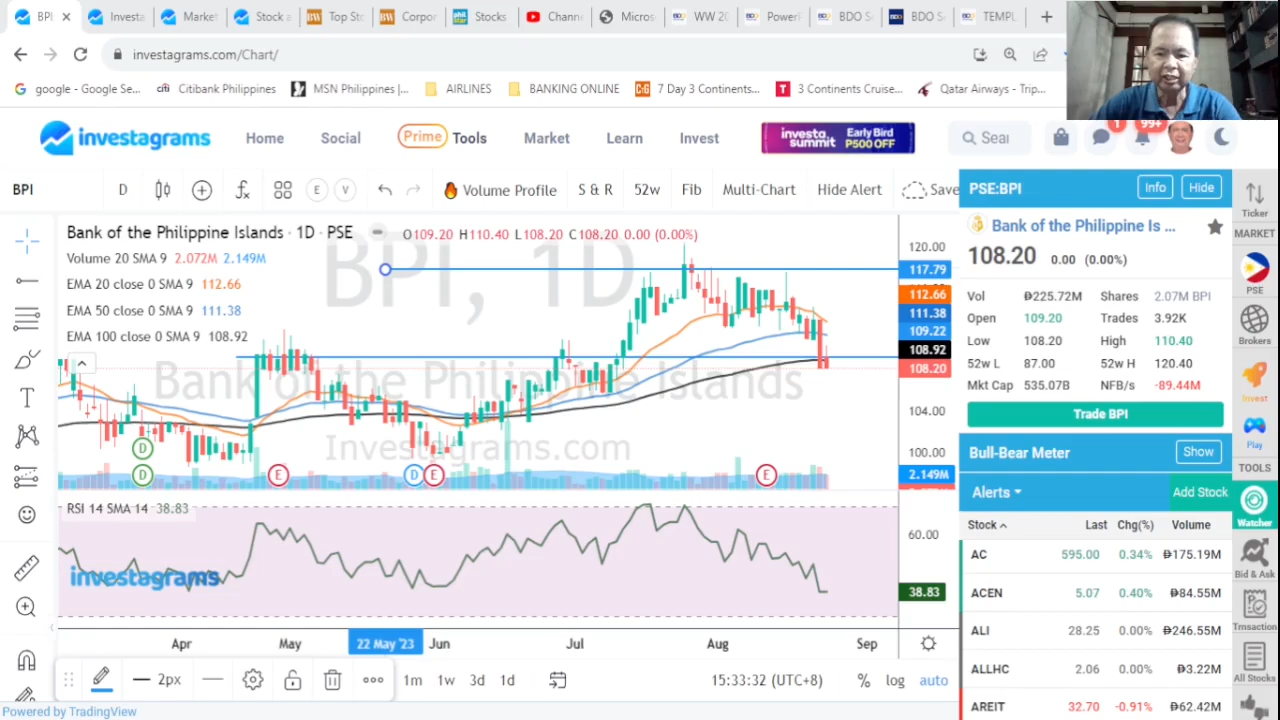 BPI
Investa
Market
Stock a
Top Sto
Corpor
Stocks
Chann
Micros
WW 20
PowerP
BDO S
BDO S
TEMPL
investagrams.com/Chart/
google - Google Se...
Citibank Philippines
MSN Philippines |...
AIRLINES
BANKING ONLINE
7 Day 3 Continents...
3 Continents Cruise...
Qatar Airways - Trip...
investagrams
Home
Social
Prime Tools
Market
Learn
Invest
investa summit
Early Bird P500 OFF
Sear
1
99+
BPI
D
E
V
Volume Profile
S & R
52w
Fib
Multi-Chart
Hide Alert
Save
Bank of the Philippine Islands · 1D · PSE
O109.20 H110.40 L108.20 C108.20 0.00 (0.00%)
Volume 20 SMA 9 2.072M 2.149M
EMA 20 close 0 SMA 9 112.66
EMA 50 close 0 SMA 9 111.38
EMA 100 close 0 SMA 9 108.92
BPI, 1D
Bank of the Philippine Islands
Investagrams.com
120.00
117.79
112.66
111.38
109.22
108.92
108.20
104.00
100.00
2.149M
D
D
E
D
E
E
RSI 14 SMA 14 38.83
investagrams
60.00
38.83
Apr
May
22 May '23
Jun
Jul
Aug
Sep
2px
1m
1w
3d
1d
15:33:32 (UTC+8)
%
log
auto
Powered by TradingView
PSE:BPI
Info
Hide
Bank of the Philippine Is ...
108.20 0.00 (0.00%)
Vol ₱225.72M Shares 2.07M BPI
Open 109.20 Trades 3.92K
Low 108.20 High 110.40
52w L 87.00 52w H 120.40
Mkt Cap 535.07B NFB/s -89.44M
Trade BPI
Bull-Bear Meter
Show
Alerts
Add Stock
Stock Last Chg(%) Volume
AC 595.00 0.34% ₱175.19M
ACEN 5.07 0.40% ₱84.55M
ALI 28.25 0.00% ₱246.55M
ALLHC 2.06 0.00% ₱3.22M
AREIT 32.70 -0.91% ₱62.42M
Ticker
MARKET
PSE
Brokers
Invest
Play
TOOLS
Watcher
Bid & Ask
Trnsaction
All Stocks